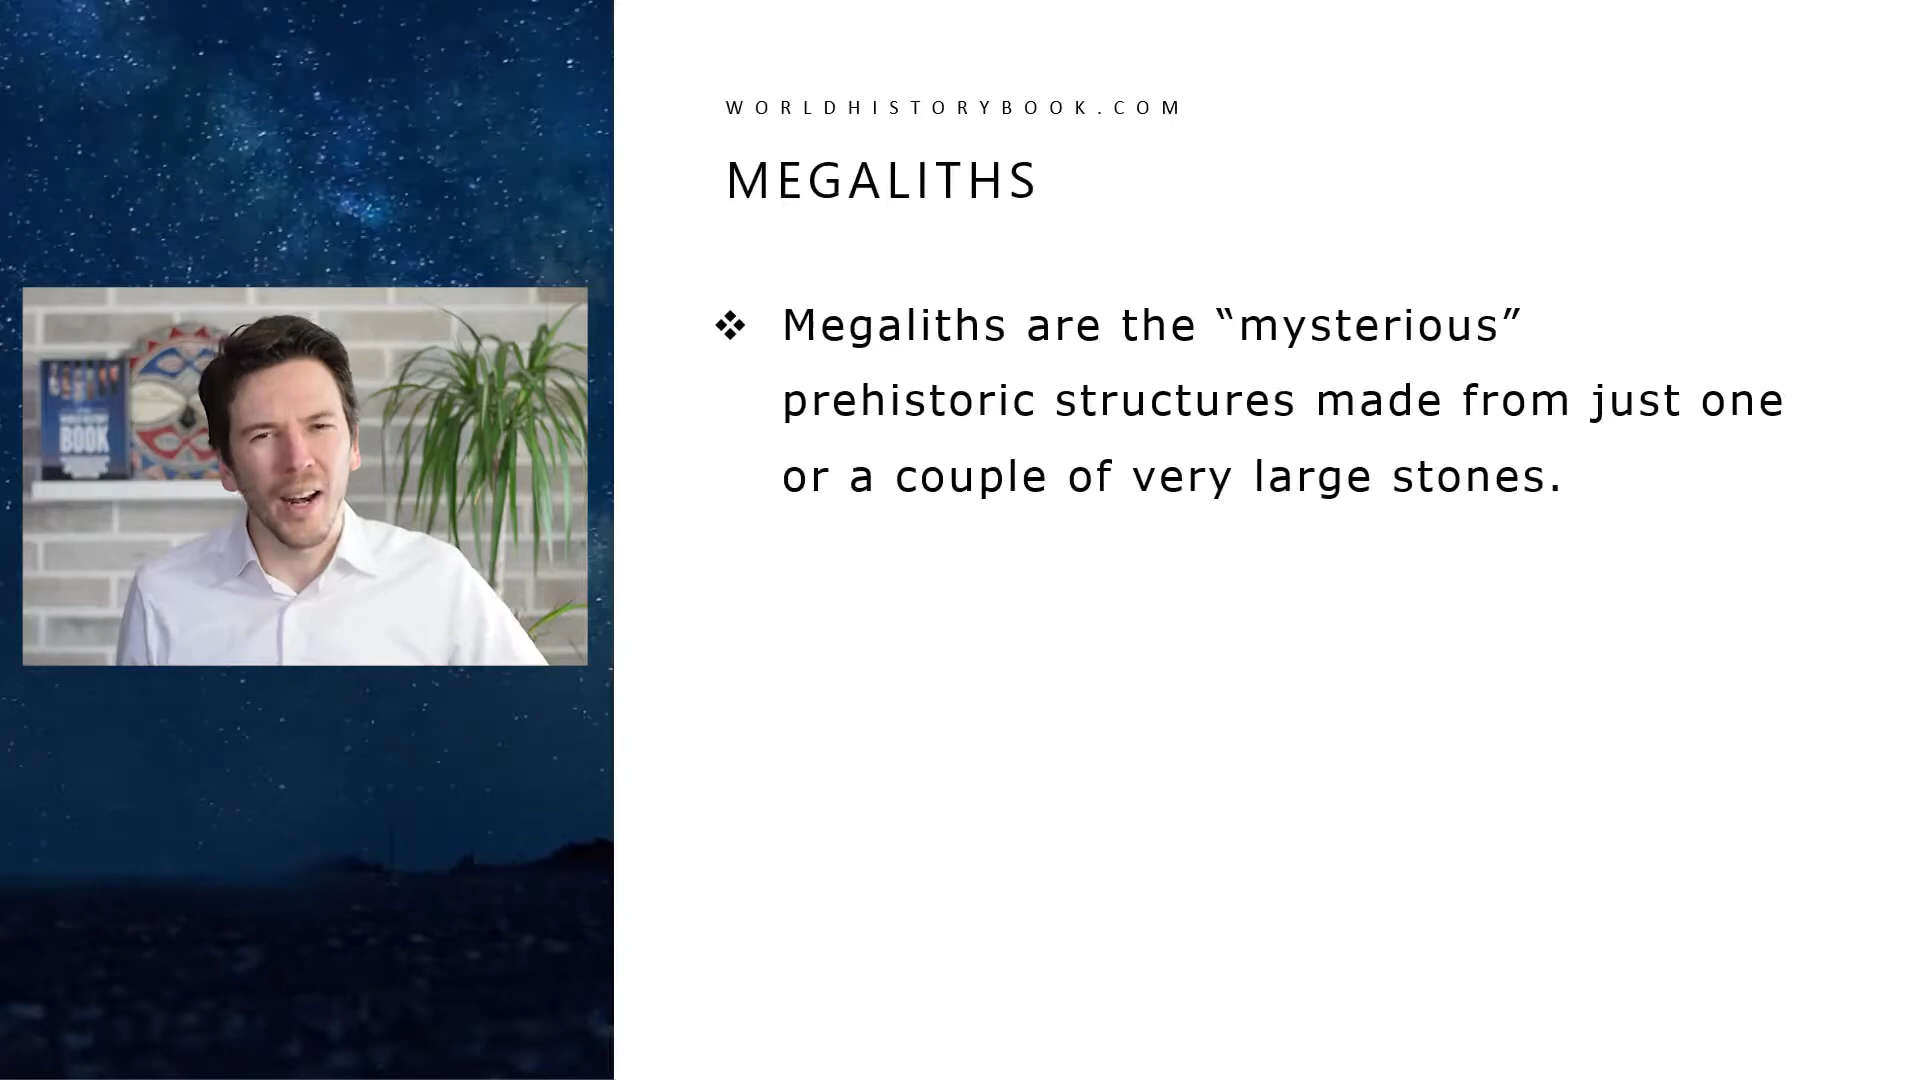 WORLDHISTORYBOOK.COM
MEGALITHS
❖ Megaliths are the “mysterious”
prehistoric structures made from just one
or a couple of very large stones.
BOOK